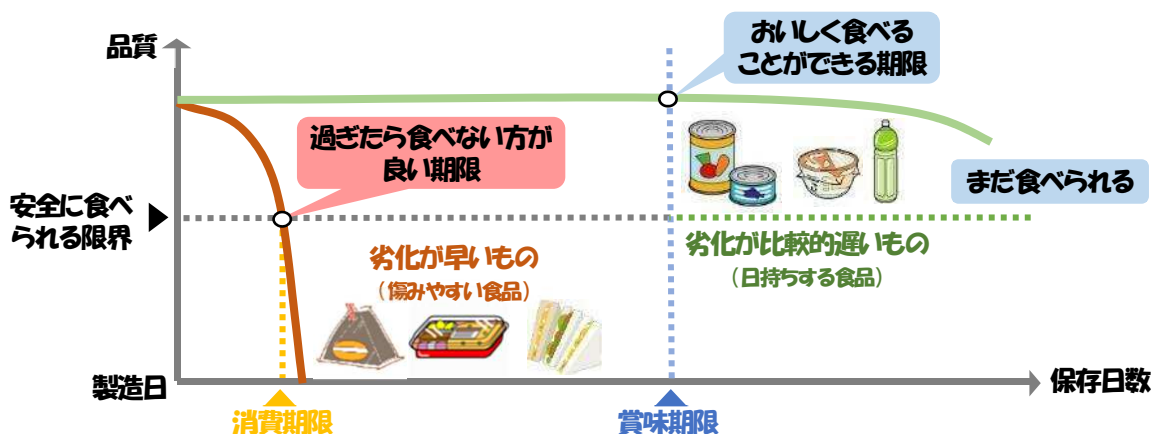 品質
おいしく食べる
ことができる期限
過ぎたら食べない方が
良い期限
まだ食べられる
安全に食べ
られる限界
劣化が早いもの
（傷みやすい食品）
劣化が比較的遅いもの
（日持ちする食品）
製造日
保存日数
消費期限
賞味期限